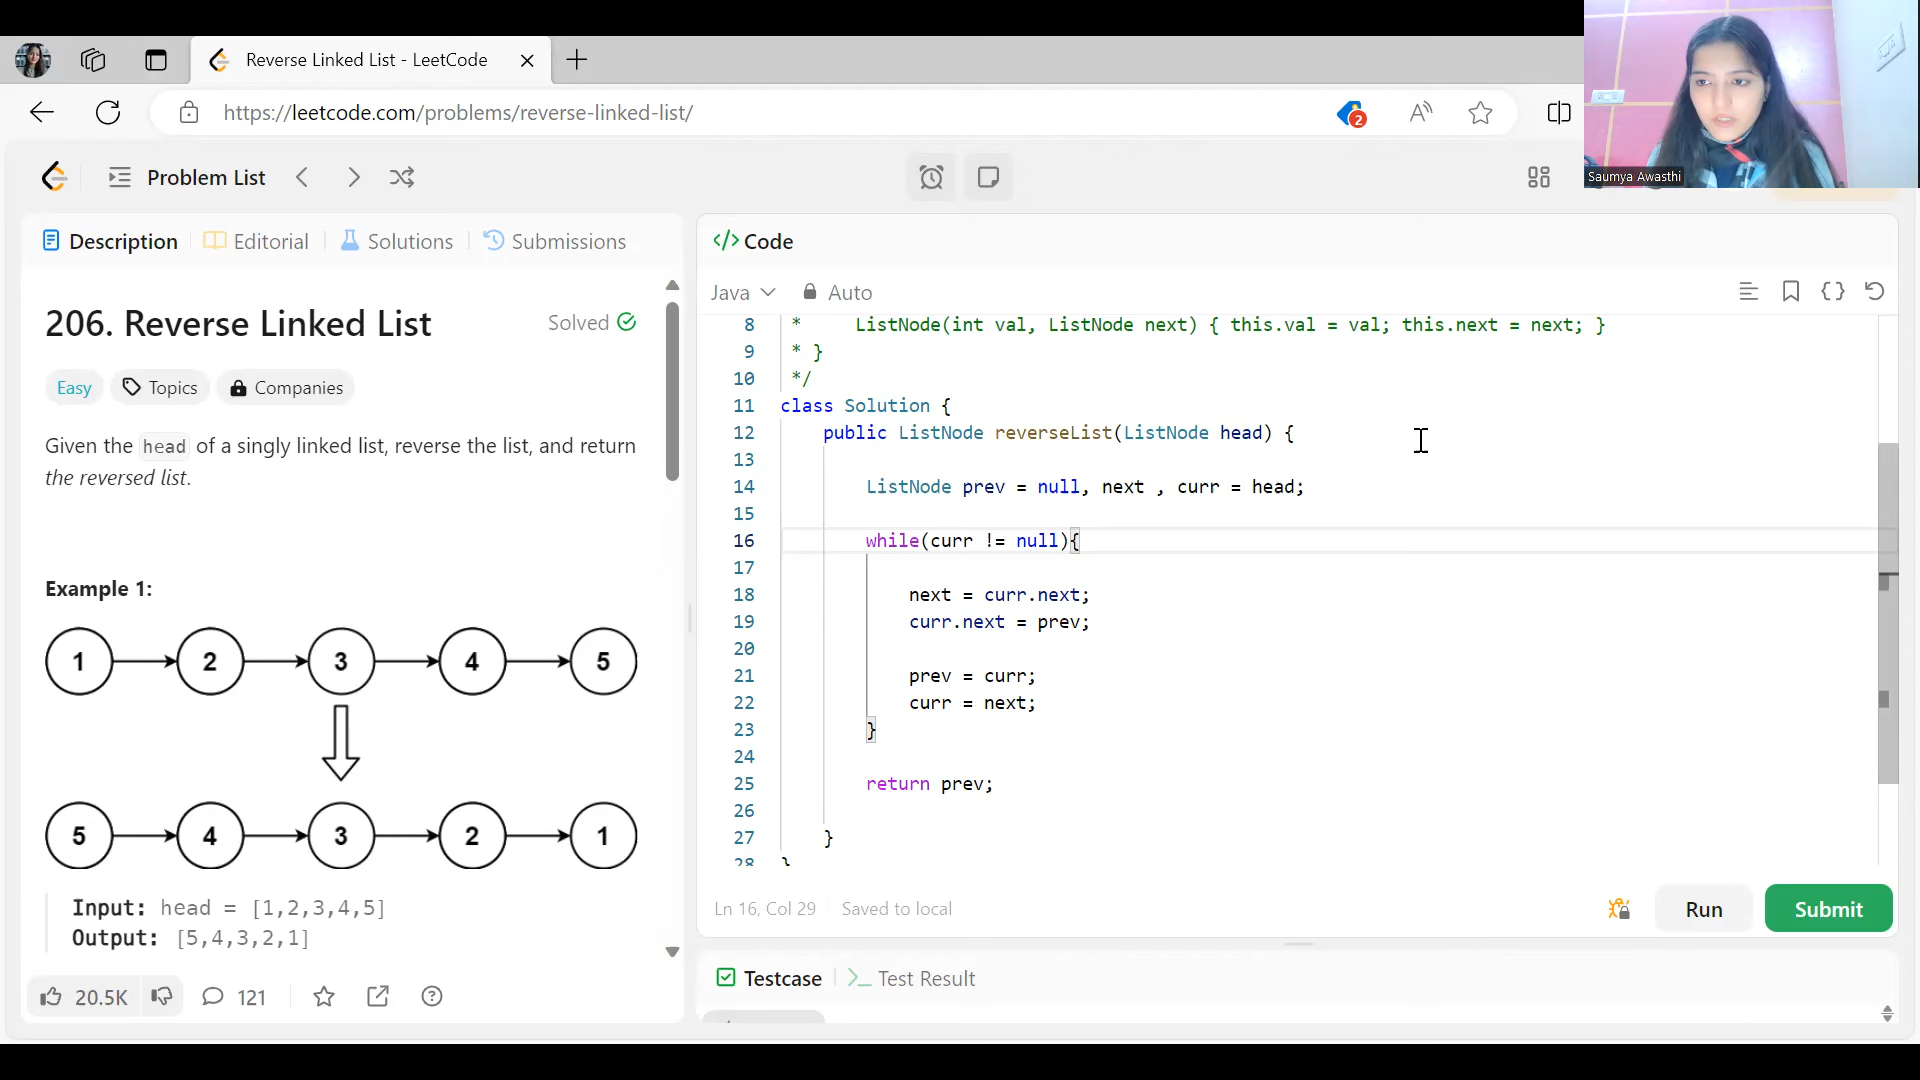 Reverse Linked List - LeetCode
https://leetcode.com/problems/reverse-linked-list/
2
A
Saumya Awasthi
Problem List
Description
Editorial
Solutions
Submissions
206. Reverse Linked List
Solved
Easy
Topics
Companies
Given the head of a singly linked list, reverse the list, and return
the reversed list.
Example 1:
1 2 3 4 5
5 4 3 2 1
Input: head = [1,2,3,4,5]
Output: [5,4,3,2,1]
20.5K
121
</> Code
Java
Auto
8 * ListNode(int val, ListNode next) { this.val = val; this.next = next; }
9 * }
10 */
11 class Solution {
12 public ListNode reverseList(ListNode head) {
13
14 ListNode prev = null, next , curr = head;
15
16 while(curr != null){
17
18 next = curr.next;
19 curr.next = prev;
20
21 prev = curr;
22 curr = next;
23 }
24
25 return prev;
26
27 }
28 }
Ln 16, Col 29
Saved to local
Run
Submit
Testcase
>_ Test Result